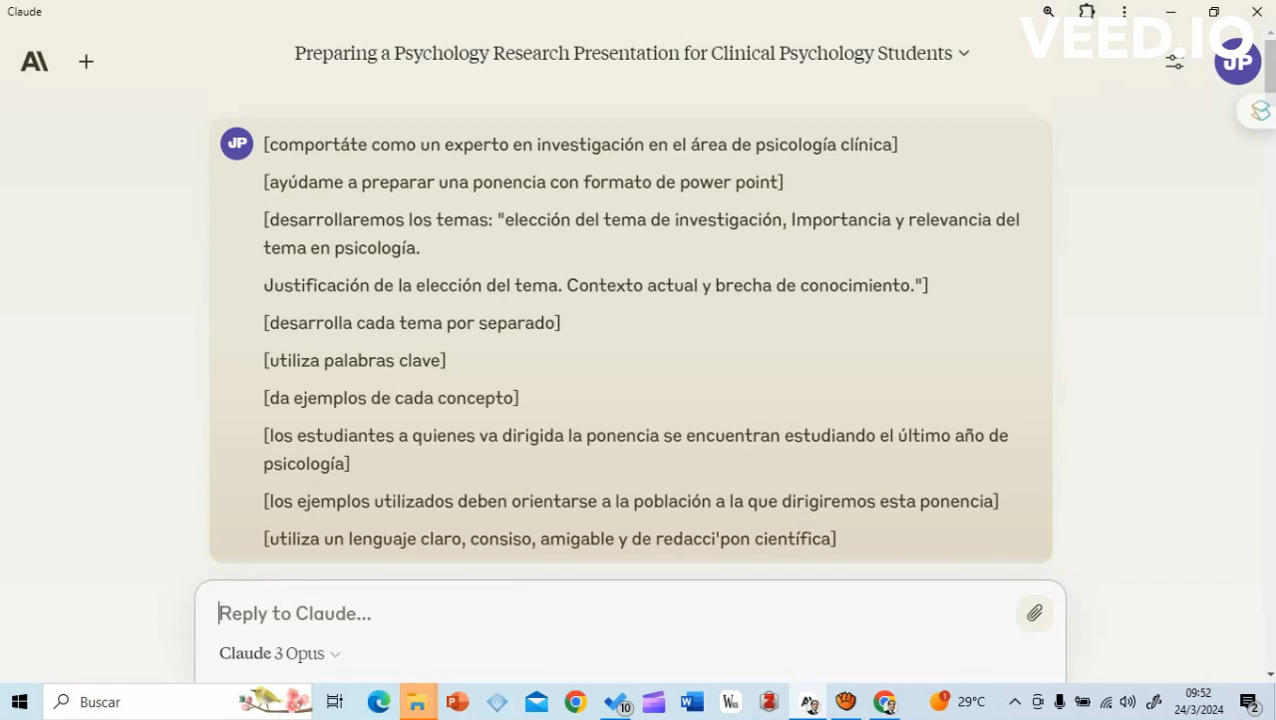 Claude
VEED.IO
Preparing a Psychology Research Presentation for Clinical Psychology Students
JP
JP
[comportáte como un experto en investigación en el área de psicología clínica]
[ayúdame a preparar una ponencia con formato de power point]
[desarrollaremos los temas: "elección del tema de investigación, Importancia y relevancia del
tema en psicología.
Justificación de la elección del tema. Contexto actual y brecha de conocimiento."]
[desarrolla cada tema por separado]
[utiliza palabras clave]
[da ejemplos de cada concepto]
[los estudiantes a quienes va dirigida la ponencia se encuentran estudiando el último año de
psicología]
[los ejemplos utilizados deben orientarse a la población a la que dirigiremos esta ponencia]
[utiliza un lenguaje claro, consiso, amigable y de redacci'pon científica]
Reply to Claude...
Claude 3 Opus
Buscar
10
1
29°C
09:52
24/3/2024
2